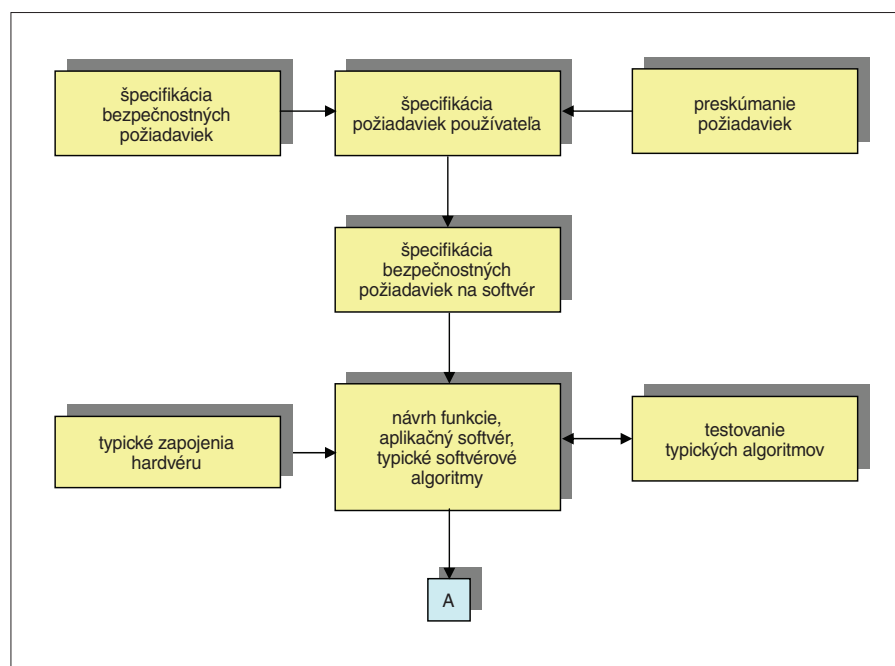 špecifikácia
bezpečnostných
požiadaviek
špecifikácia
požiadaviek používateľa
preskúmanie
požiadaviek
špecifikácia
bezpečnostných
požiadaviek na softvér
typické zapojenia
hardvéru
návrh funkcie,
aplikačný softvér,
typické softvérové
algoritmy
testovanie
typických algoritmov
A